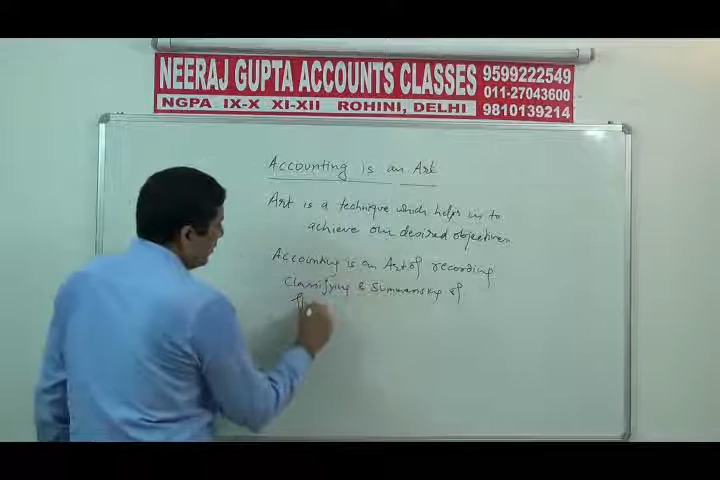 NEERAJ GUPTA ACCOUNTS CLASSES
NGPA IX-X XI-XII ROHINI, DELHI
9599222549
011-27043600
9810139214
Accounting is an Art
Art is a technique which helps us to
achieve our desired objectives
Accounting is an Art of recording
Classifying & Summarising of